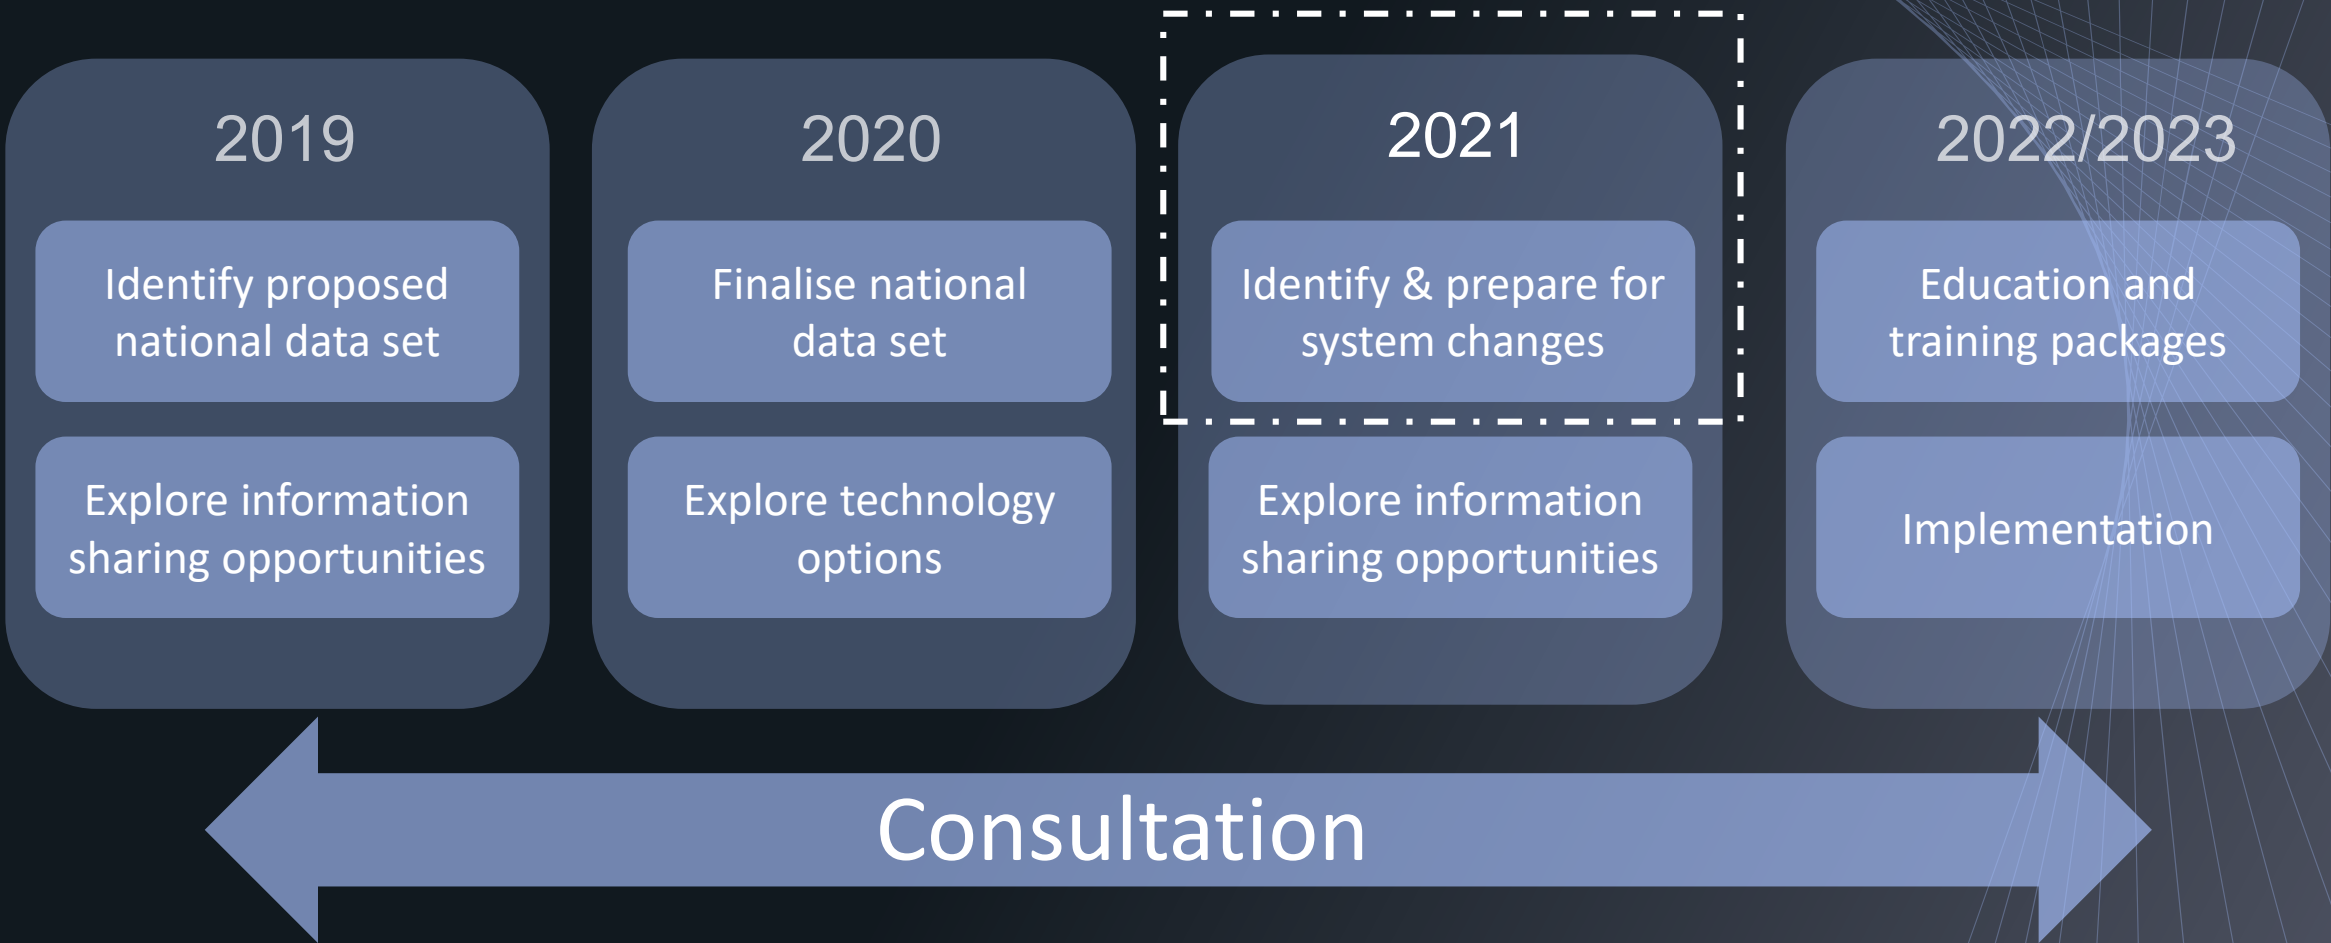 2019
Identify proposed
national data set
Explore information
sharing opportunities
2020
Finalise national
data set
Explore technology
options
2021
Identify & prepare for
system changes
Explore information
sharing opportunities
2022/2023
Education and
training packages
Implementation
Consultation